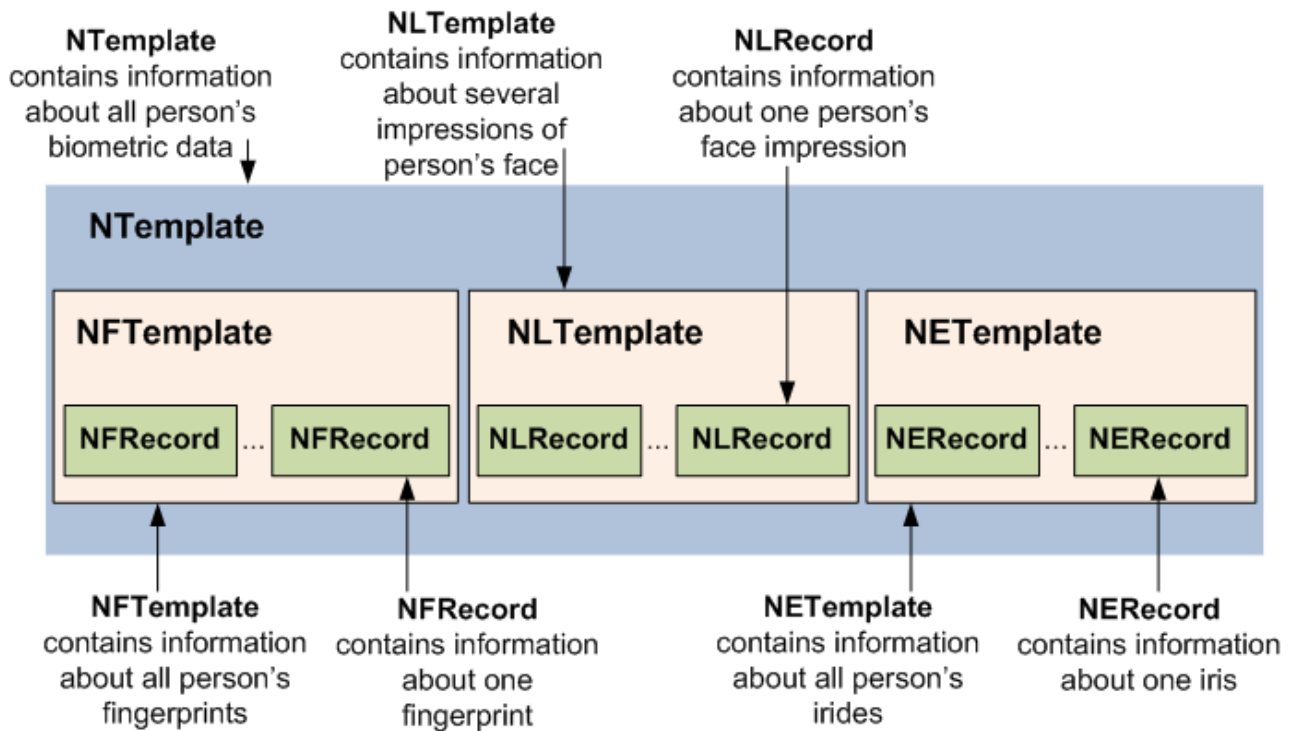 NTemplate
contains information
about all person's
biometric data
NLTemplate
contains information
about several
impressions of
person's face
NLRecord
contains information
about one person's
face impression
NTemplate
NFTemplate
NLTemplate
NETemplate
NFRecord ... NFRecord
NLRecord ... NLRecord
NERecord ... NERecord
NFTemplate
contains information
about all person's
fingerprints
NFRecord
contains information
about one
fingerprint
NETemplate
contains information
about all person's
irides
NERecord
contains information
about one iris